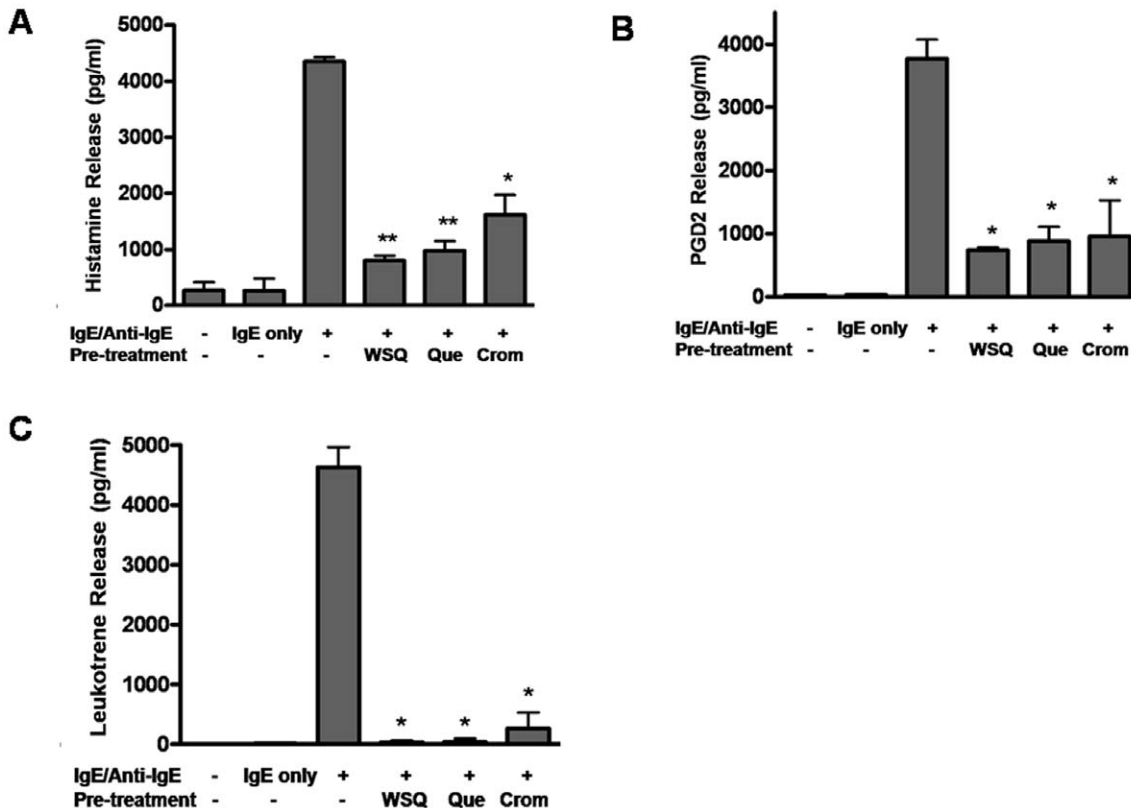 A
Histamine Release (pg/ml)
5000
4000
3000
2000
1000
0
** ** *
IgE/Anti-IgE - IgE only + + + +
Pre-treatment - - - WSQ Que Crom
B
PGD2 Release (pg/ml)
4000
3000
2000
1000
0
* * *
IgE/Anti-IgE - IgE only + + + +
Pre-treatment - - - WSQ Que Crom
C
Leukotrene Release (pg/ml)
5000
4000
3000
2000
1000
0
* * *
IgE/Anti-IgE - IgE only + + + +
Pre-treatment - - - WSQ Que Crom